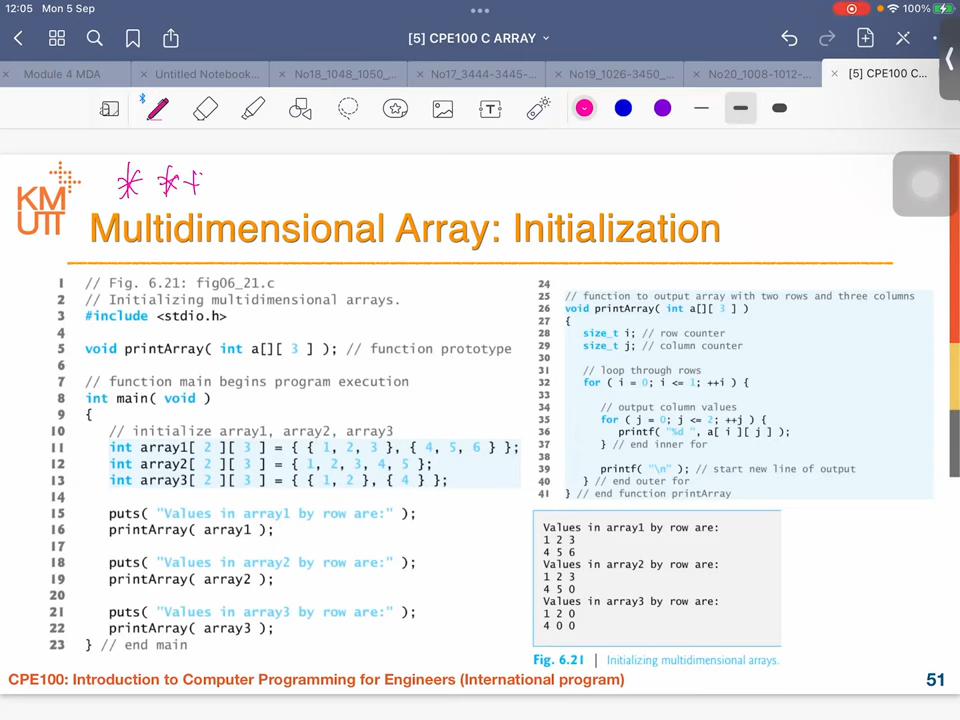 12:05 Mon 5 Sep 100%
[5] CPE100 C ARRAY
Module 4 MDA Untitled Notebook... No18_1048_1050_... No17_3444-3445-... No19_1026-3450_... No20_1008-1012-... [5] CPE100 C...
* **
KM
UTT
Multidimensional Array: Initialization
1 // Fig. 6.21: fig06_21.c
2 // Initializing multidimensional arrays.
3 #include <stdio.h>
4
5 void printArray( int a[][ 3 ] ); // function prototype
6
7 // function main begins program execution
8 int main( void )
9 {
10 // initialize array1, array2, array3
11 int array1[ 2 ][ 3 ] = { { 1, 2, 3 }, { 4, 5, 6 } };
12 int array2[ 2 ][ 3 ] = { 1, 2, 3, 4, 5 };
13 int array3[ 2 ][ 3 ] = { { 1, 2 }, { 4 } };
14
15 puts( "Values in array1 by row are:" );
16 printArray( array1 );
17
18 puts( "Values in array2 by row are:" );
19 printArray( array2 );
20
21 puts( "Values in array3 by row are:" );
22 printArray( array3 );
23 } // end main
24
25 // function to output array with two rows and three columns
26 void printArray( int a[][ 3 ] )
27 {
28 size_t i; // row counter
29 size_t j; // column counter
30
31 // loop through rows
32 for ( i = 0; i <= 1; ++i ) {
33
34 // output column values
35 for ( j = 0; j <= 2; ++j ) {
36 printf( "%d ", a[ i ][ j ] );
37 } // end inner for
38
39 printf( "\n" ); // start new line of output
40 } // end outer for
41 } // end function printArray
Values in array1 by row are:
1 2 3
4 5 6
Values in array2 by row are:
1 2 3
4 5 0
Values in array3 by row are:
1 2 0
4 0 0
Fig. 6.21 | Initializing multidimensional arrays.
CPE100: Introduction to Computer Programming for Engineers (International program) 51